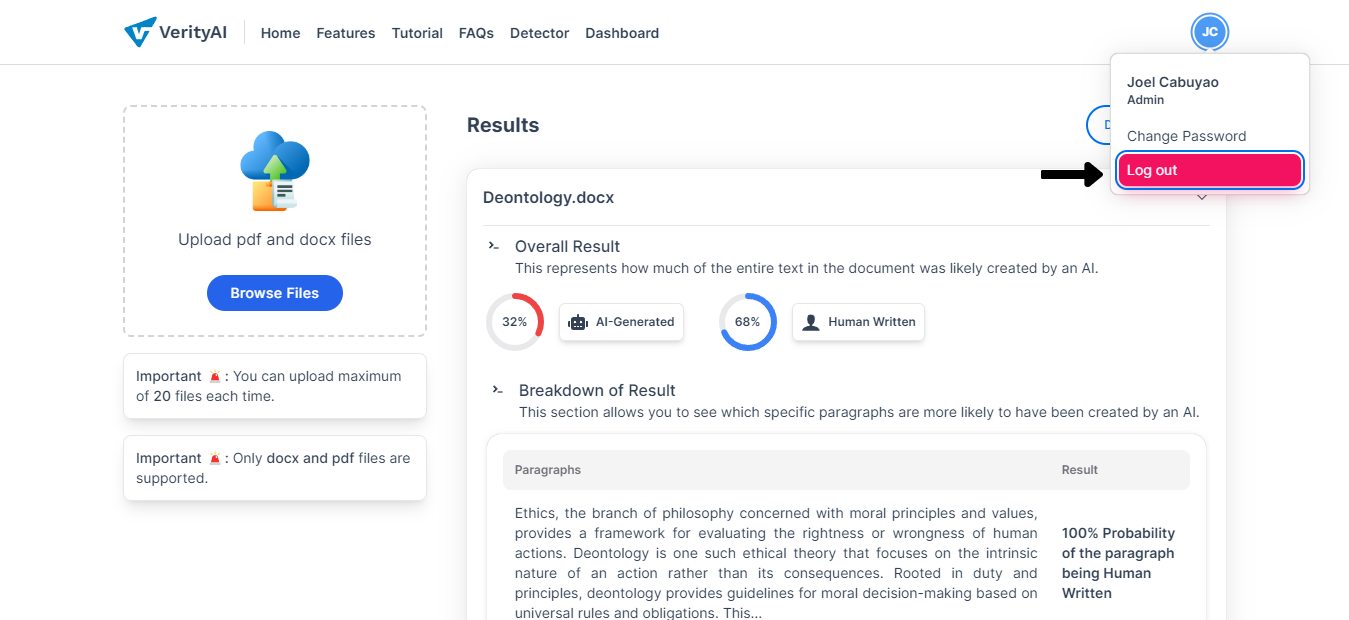 VerityAI
Home Features Tutorial FAQs Detector Dashboard
JC
Joel Cabuyao
Admin
Change Password
Log out
Upload pdf and docx files
Browse Files
Important 🚨 : You can upload maximum
of 20 files each time.
Important 🚨 : Only docx and pdf files are
supported.
Results
D
Deontology.docx
Overall Result
This represents how much of the entire text in the document was likely created by an AI.
32% AI-Generated 68% Human Written
Breakdown of Result
This section allows you to see which specific paragraphs are more likely to have been created by an AI.
Paragraphs Result
Ethics, the branch of philosophy concerned with moral principles and values,
provides a framework for evaluating the rightness or wrongness of human
actions. Deontology is one such ethical theory that focuses on the intrinsic
nature of an action rather than its consequences. Rooted in duty and
principles, deontology provides guidelines for moral decision-making based on
universal rules and obligations. This...
100% Probability
of the paragraph
being Human
Written